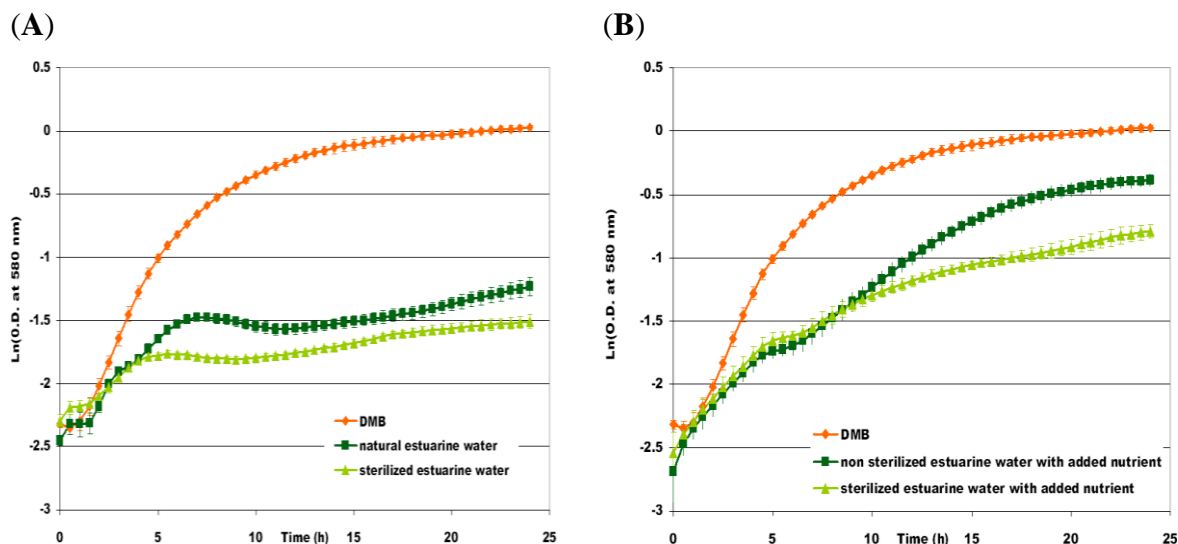 (A)
0.5
0
-0.5
-1
-1.5
-2
-2.5
-3
Ln(O.D. at 580 nm)
0 5 10 15 20 25
Time (h)
DMB
natural estuarine water
sterilized estuarine water
(B)
0.5
0
-0.5
-1
-1.5
-2
-2.5
-3
Ln(O.D. at 580 nm)
0 5 10 15 20 25
Time (h)
DMB
non sterilized estuarine water with added nutrient
sterilized estuarine water with added nutrient